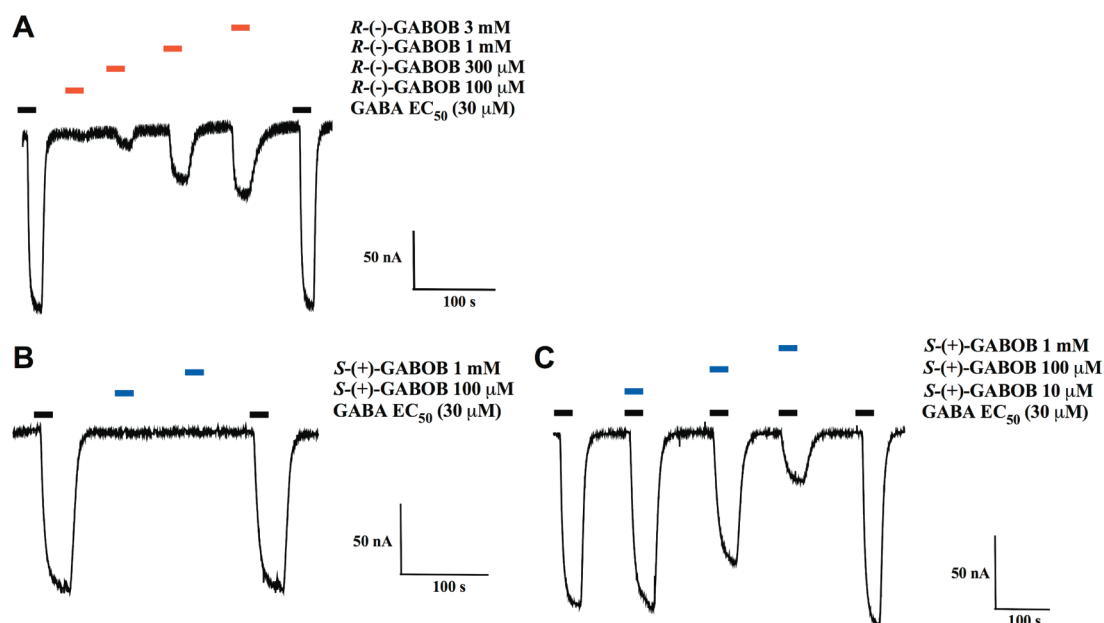 A
R-(-)-GABOB 3 mM
R-(-)-GABOB 1 mM
R-(-)-GABOB 300 μM
R-(-)-GABOB 100 μM
GABA EC50 (30 μM)
50 nA
100 s
B
S-(+)-GABOB 1 mM
S-(+)-GABOB 100 μM
GABA EC50 (30 μM)
50 nA
100 s
C
S-(+)-GABOB 1 mM
S-(+)-GABOB 100 μM
S-(+)-GABOB 10 μM
GABA EC50 (30 μM)
50 nA
100 s